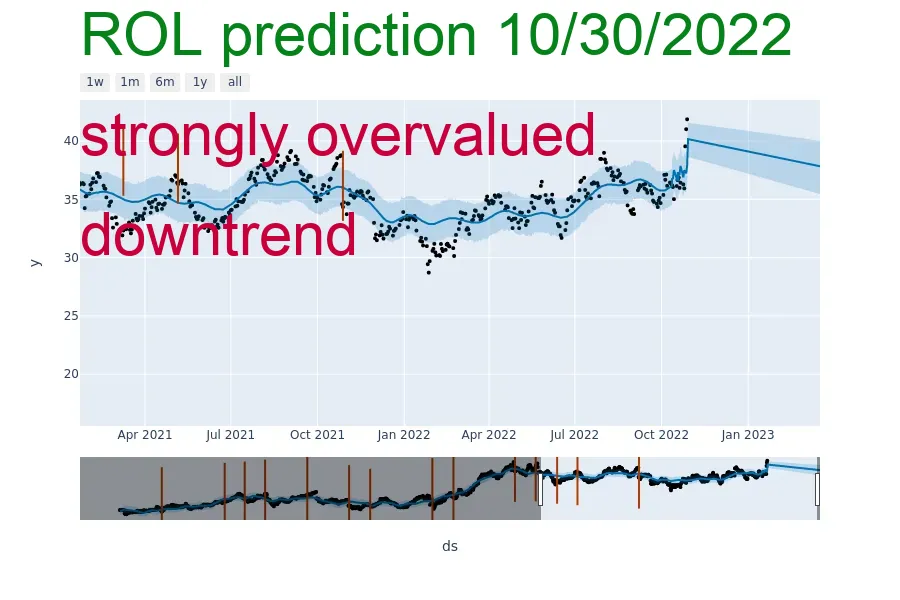 ROL prediction 10/30/2022
1w 1m 6m 1y all
strongly overvalued
40
35
downtrend
30
y
25
20
Apr 2021 Jul 2021 Oct 2021 Jan 2022 Apr 2022 Jul 2022 Oct 2022 Jan 2023
ds